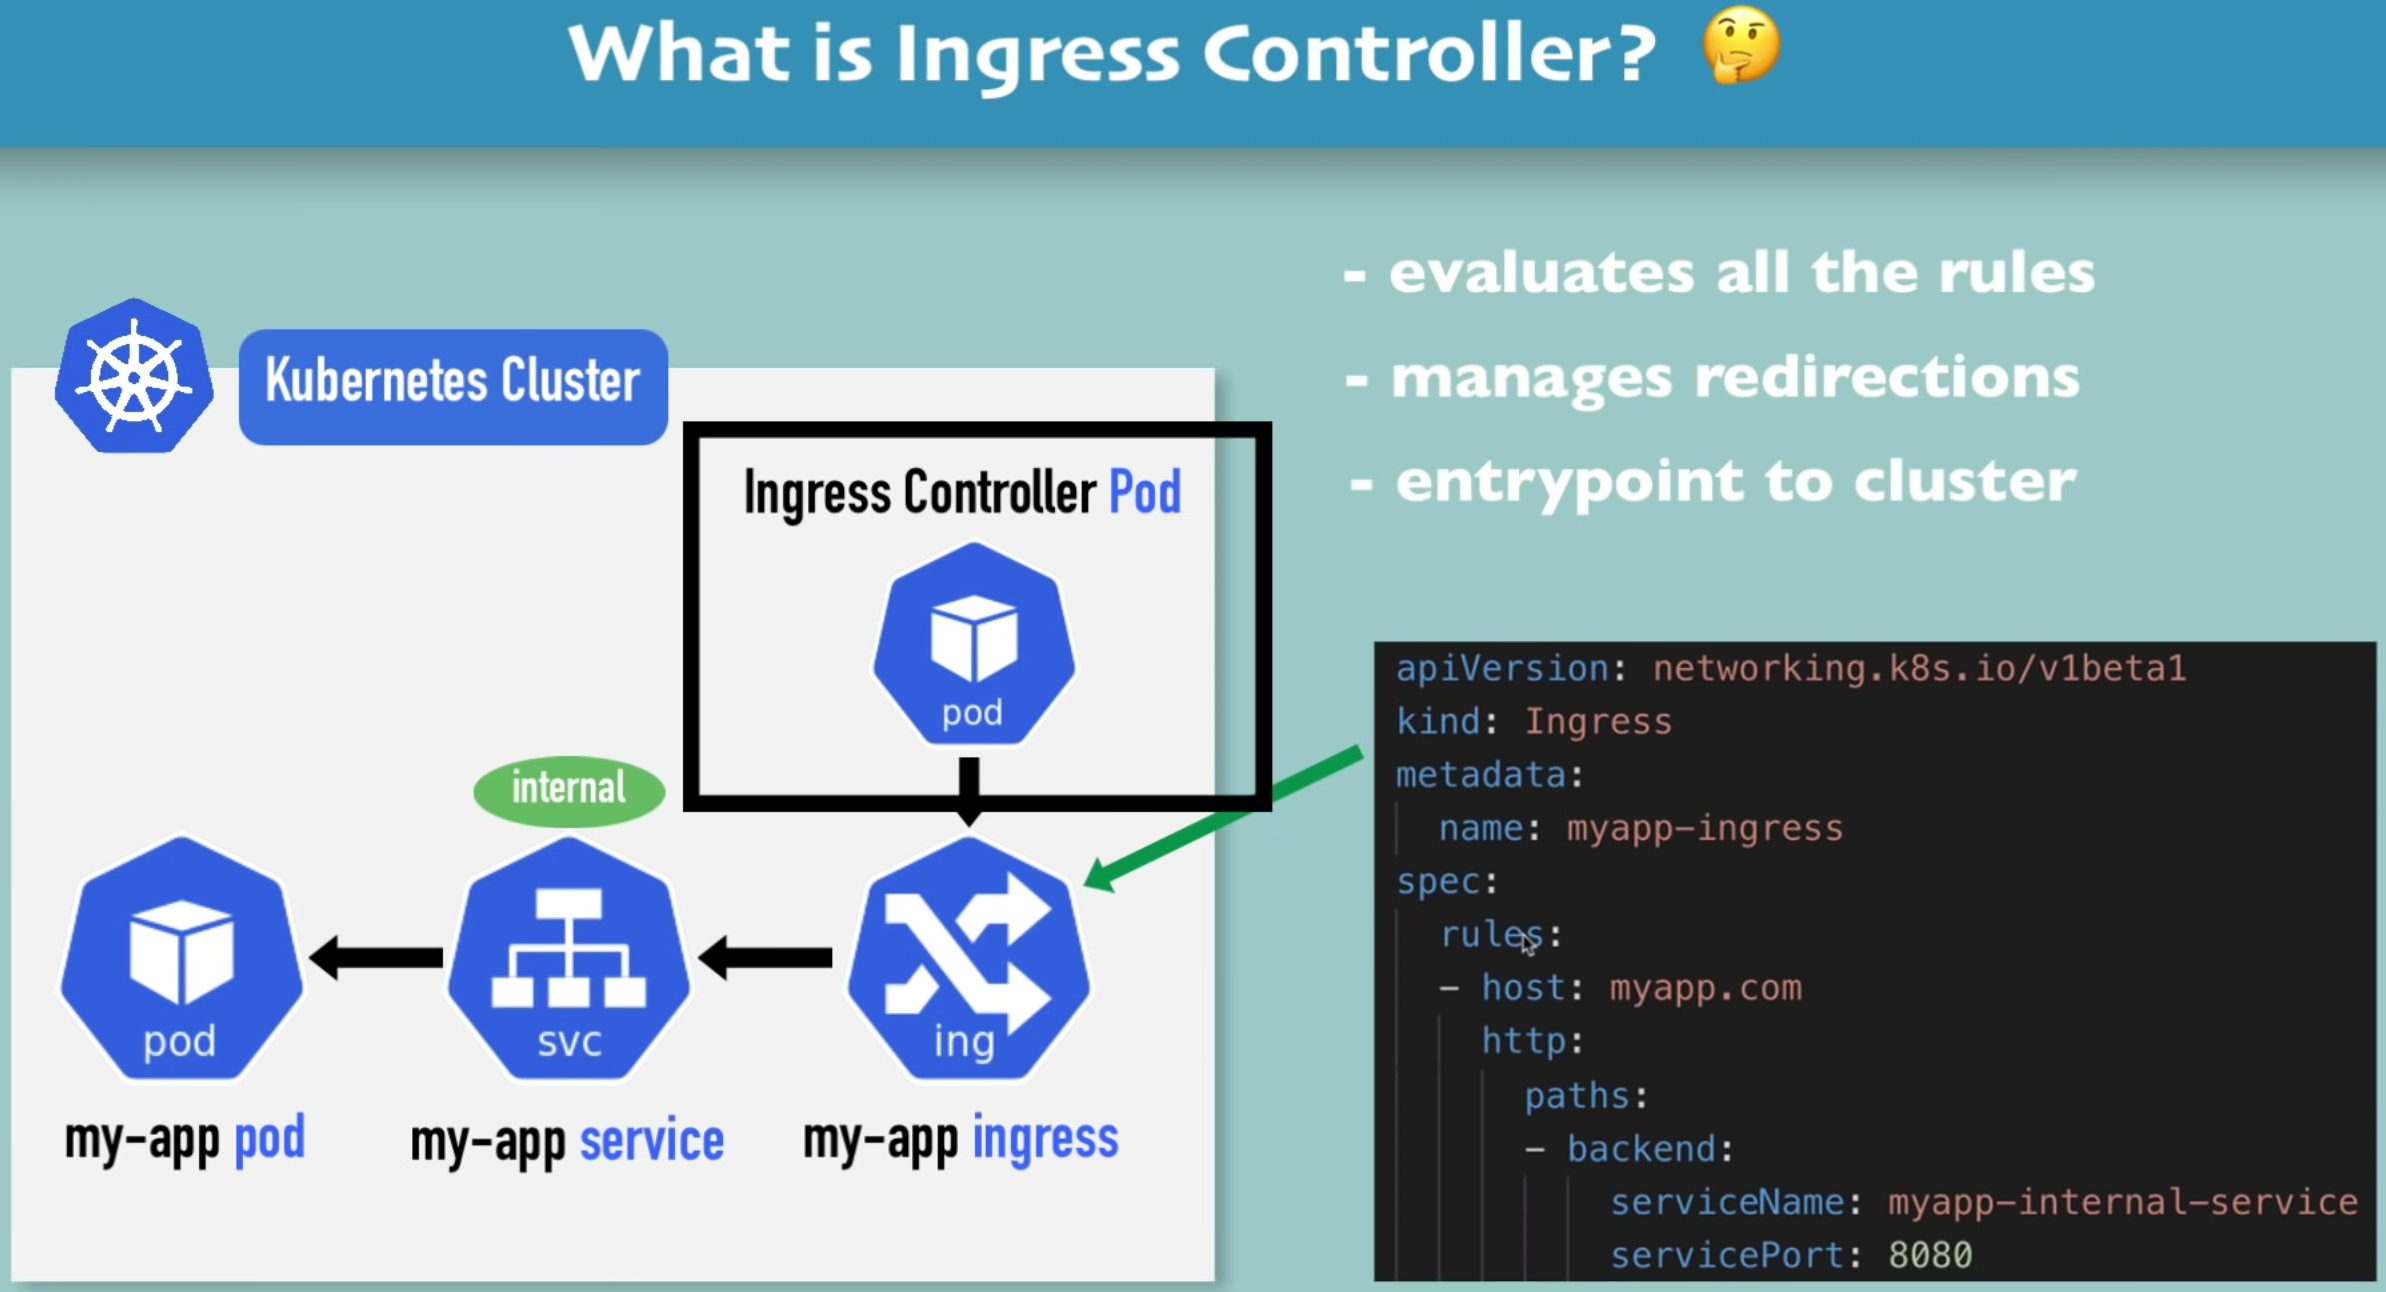 What is Ingress Controller? 🤔
- evaluates all the rules
- manages redirections
- entrypoint to cluster
Kubernetes Cluster
Ingress Controller Pod
pod
internal
pod
svc
ing
my-app pod
my-app service
my-app ingress
apiVersion: networking.k8s.io/v1beta1
kind: Ingress
metadata:
  name: myapp-ingress
spec:
  rules:
  - host: myapp.com
    http:
      paths:
      - backend:
          serviceName: myapp-internal-service
          servicePort: 8080